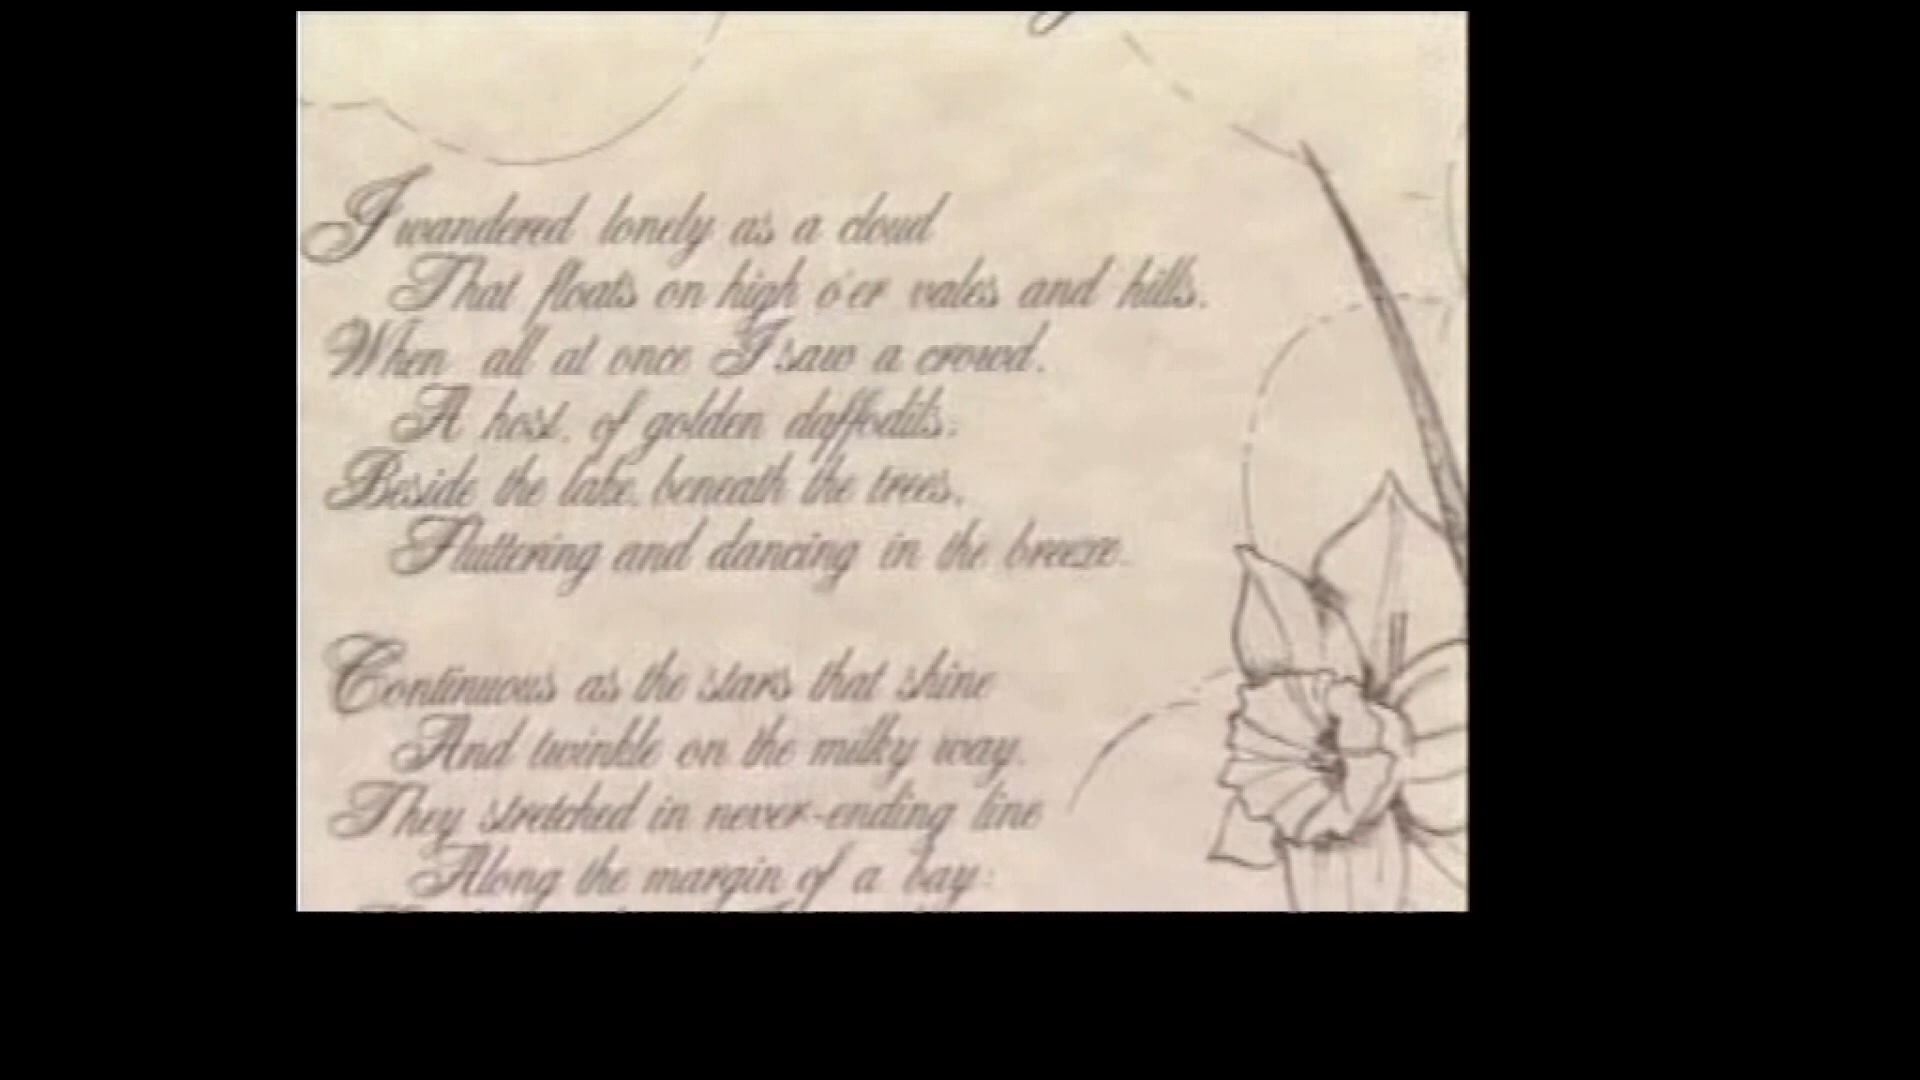 I wandered lonely as a cloud
That floats on high o'er vales and hills,
When all at once I saw a crowd,
A host, of golden daffodils;
Beside the lake, beneath the trees,
Fluttering and dancing in the breeze.
Continuous as the stars that shine
And twinkle on the milky way,
They stretched in never-ending line
Along the margin of a bay: